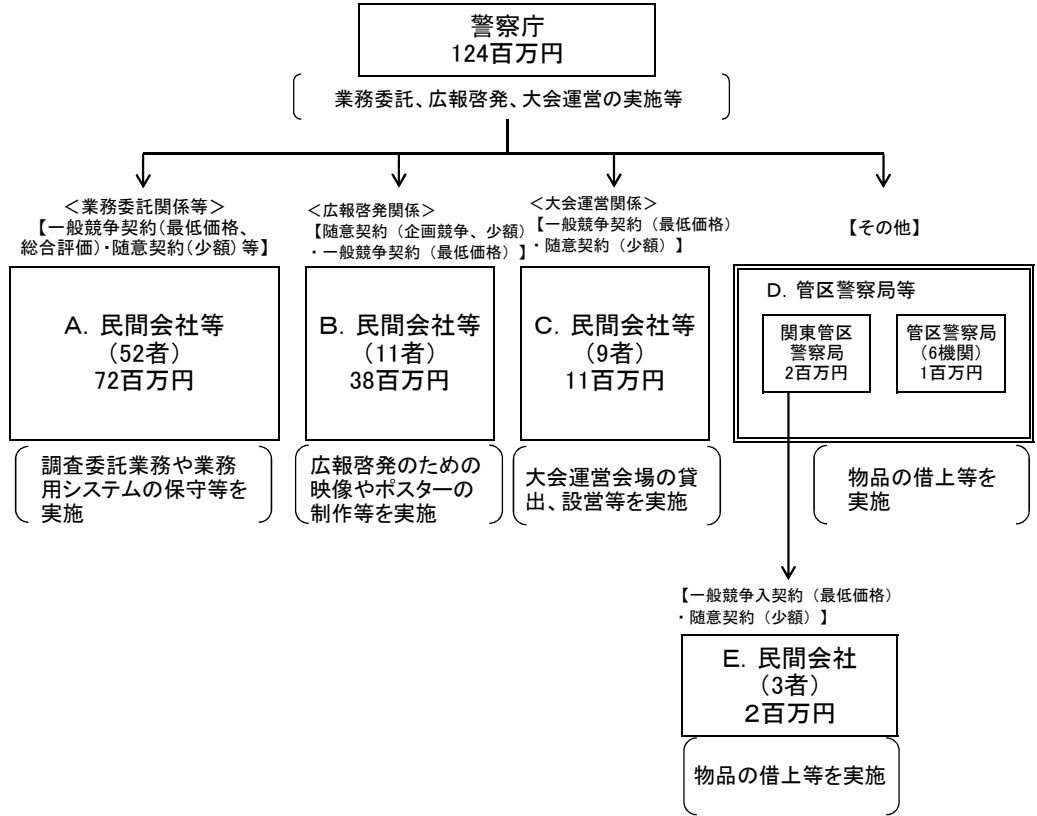 警察庁
124百万円
業務委託、広報啓発、大会運営の実施等
＜業務委託関係等＞
【一般競争契約（最低価格、
総合評価）・随意契約（少額）等】
A．民間会社等
（52者）
72百万円
調査委託業務や業務
用システムの保守等を
実施
＜広報啓発関係＞
【随意契約（企画競争、少額）
・一般競争契約（最低価格）】
B．民間会社等
（11者）
38百万円
広報啓発のための
映像やポスターの
制作等を実施
＜大会運営関係＞
【一般競争契約（最低価格）
・随意契約（少額）】
C．民間会社等
（9者）
11百万円
大会運営会場の貸
出、設営等を実施
【その他】
D．管区警察局等
関東管区
警察局
2百万円
管区警察局
（6機関）
1百万円
物品の借上等を
実施
【一般競争入契約（最低価格）
・随意契約（少額）】
E．民間会社
（3者）
２百万円
物品の借上等を実施